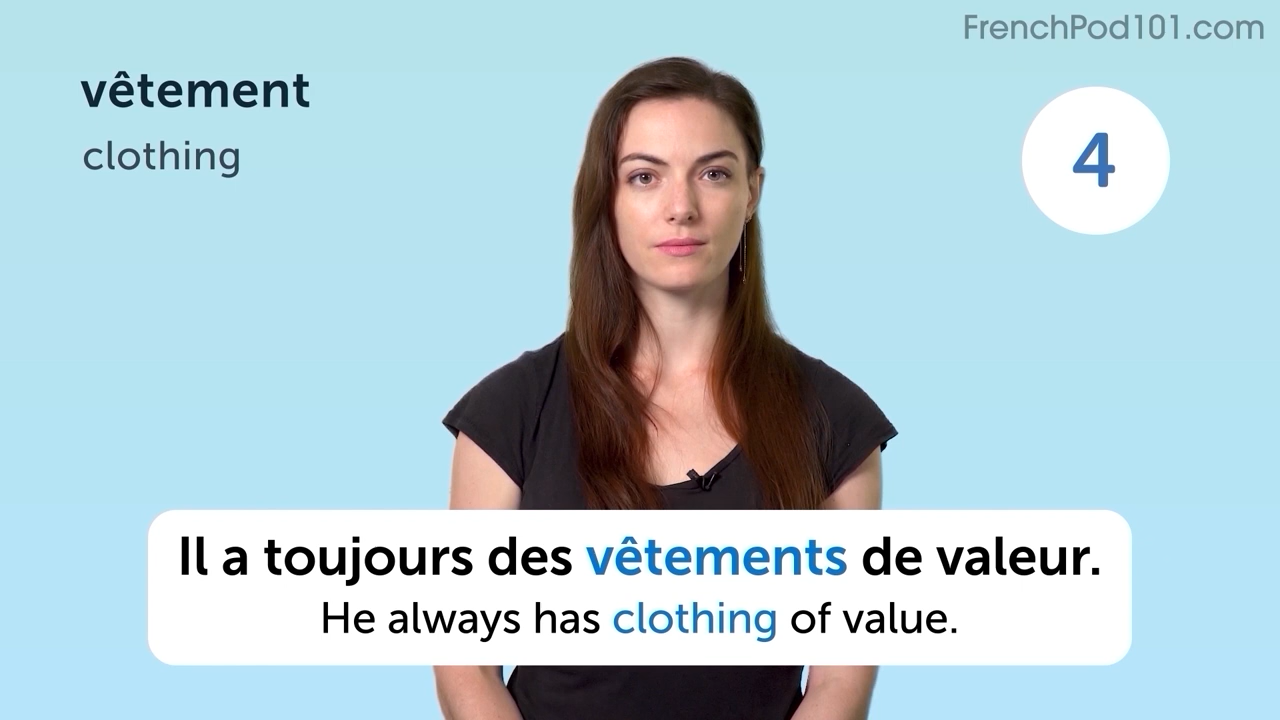 FrenchPod101.com
vêtement
clothing
4
Il a toujours des vêtements de valeur.
He always has clothing of value.